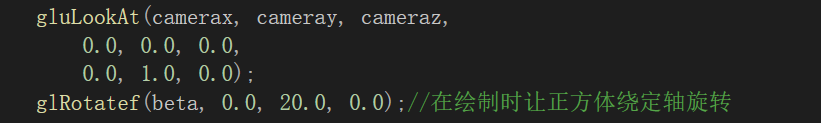 gluLookAt(camerax, cameray, cameraz,
0.0, 0.0, 0.0,
0.0, 1.0, 0.0);
glRotatef(beta, 0.0, 20.0, 0.0);//在绘制时让正方体绕定轴旋转